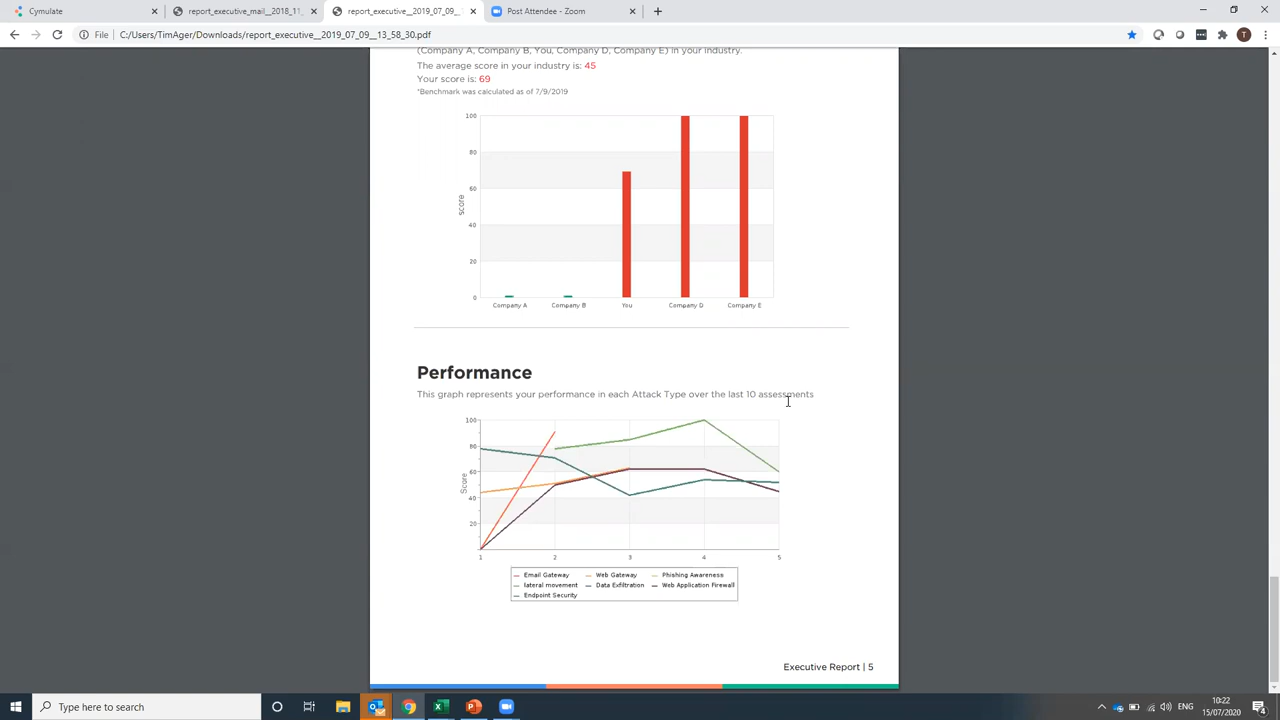 Cymulate
report_executive_mail__2018_11_
report_executive__2019_07_09__1
Post Attendee - Zoom
File
C:/Users/TimAger/Downloads/report_executive__2019_07_09__13_58_30.pdf
T
(Company A, Company B, You, Company D, Company E) in your industry.
The average score in your industry is: 45
Your score is: 69
*Benchmark was calculated as of 7/9/2019
100
80
60
40
20
0
score
Company A
Company B
You
Company D
Company E
Performance
This graph represents your performance in each Attack Type over the last 10 assessments
100
80
60
40
20
Score
1
2
3
4
5
Email Gateway
Web Gateway
Phishing Awareness
lateral movement
Data Exfiltration
Web Application Firewall
Endpoint Security
Executive Report | 5
Type here to search
ENG
10:22
15/07/2020
4